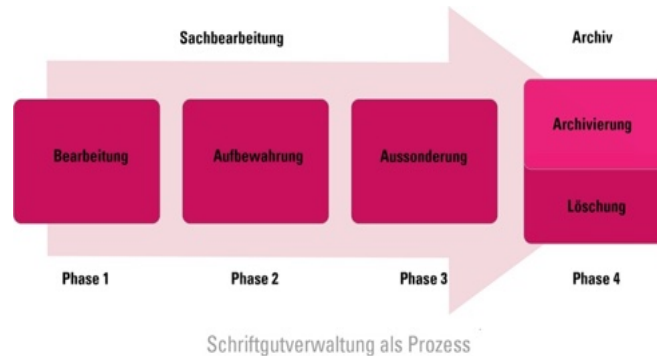 Sachbearbeitung
Archiv
Bearbeitung
Aufbewahrung
Aussonderung
Archivierung
Löschung
Phase 1
Phase 2
Phase 3
Phase 4
Schriftgutverwaltung als Prozess